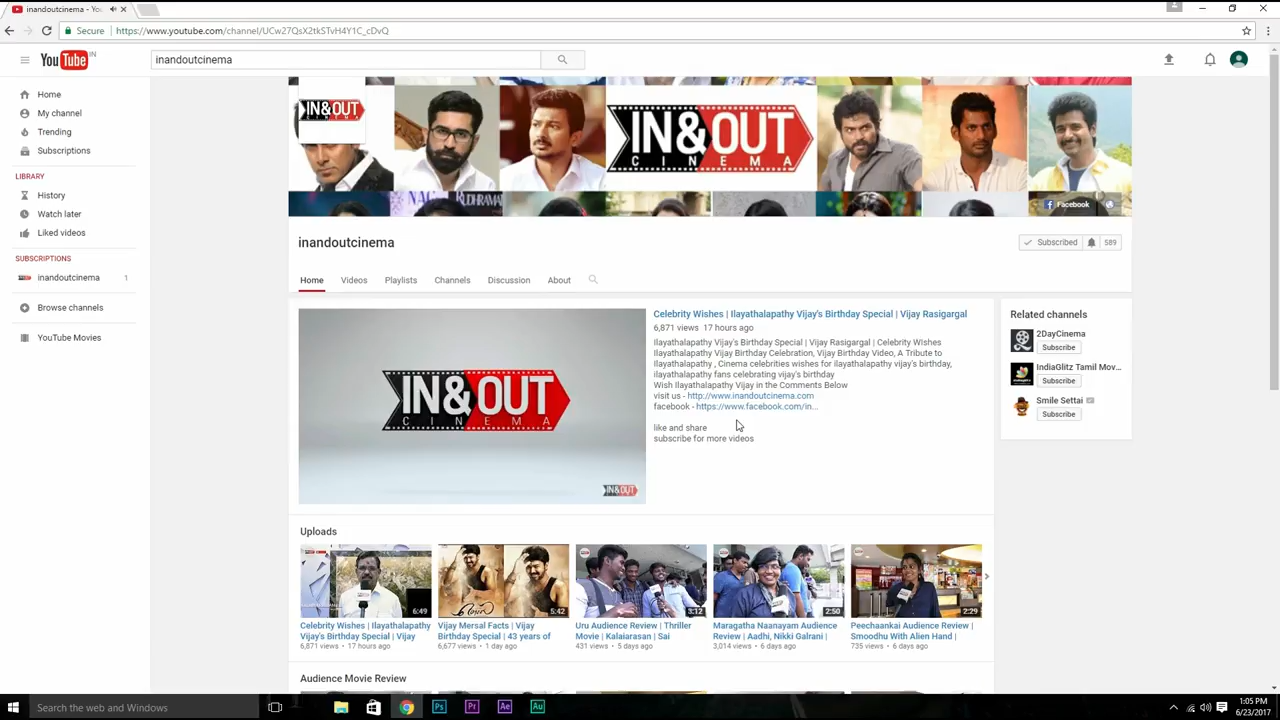 inandoutcinema - You
Secure
https://www.youtube.com/channel/UCw27QsX2tkSTvH4Y1C_cDvQ
YouTube IN
inandoutcinema
Home
My channel
Trending
Subscriptions
LIBRARY
History
Watch later
Liked videos
SUBSCRIPTIONS
inandoutcinema 1
Browse channels
YouTube Movies
IN&OUT
CINEMA
IN&OUT
CINEMA
RUDHRAMA
Facebook
inandoutcinema
Subscribed 589
Home Videos Playlists Channels Discussion About
IN&OUT
CINEMA
IN&OUT
Celebrity Wishes | Ilayathalapathy Vijay's Birthday Special | Vijay Rasigargal
6,871 views 17 hours ago
Ilayathalapathy Vijay's Birthday Special | Vijay Rasigargal | Celebrity WIshes
Ilayathalapathy Vijay Birthday Celebration, Vijay Birthday Video, A Tribute to
Ilayathalapathy , Cinema celebrities wishes for ilayathalapathy vijay's birthday,
ilayathalapathy fans celebrating vijay's birthday
Wish Ilayathalapathy Vijay in the Comments Below
visit us - http://www.inandoutcinema.com
facebook - https://www.facebook.com/in...
like and share
subscribe for more videos
Related channels
2DayCinema
Subscribe
IndiaGlitz Tamil Mov...
Subscribe
Smile Settai
Subscribe
Uploads
6:49
5:42
3:12
2:50
2:29
Celebrity Wishes | Ilayathalapathy
Vijay's Birthday Special | Vijay
6,871 views • 17 hours ago
Vijay Mersal Facts | Vijay
Birthday Special | 43 years of
6,677 views • 1 day ago
Uru Audience Review | Thriller
Movie | Kalaiarasan | Sai
431 views • 5 days ago
Maragatha Naanayam Audience
Review | Aadhi, Nikki Galrani |
3,014 views • 6 days ago
Peechaankai Audience Review |
Smoodhu With Alien Hand |
735 views • 6 days ago
Audience Movie Review
Search the web and Windows
Ps
Pr
Ae
Au
1:05 PM
6/23/2017